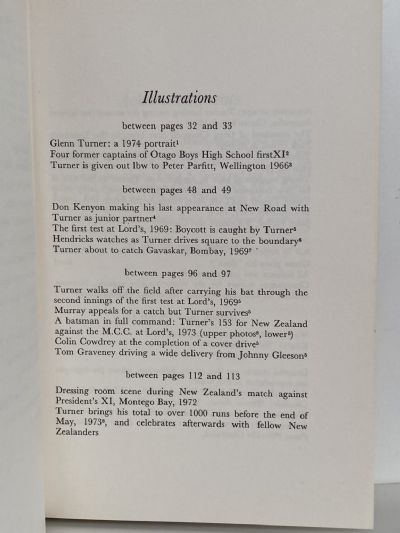 Illustrations
between pages 32 and 33
Glenn Turner: a 1974 portrait¹
Four former captains of Otago Boys High School firstXI²
Turner is given out lbw to Peter Parfitt, Wellington 1966³
between pages 48 and 49
Don Kenyon making his last appearance at New Road with
Turner as junior partner⁴
The first test at Lord's, 1969: Boycott is caught by Turner⁵
Hendricks watches as Turner drives square to the boundary⁶
Turner about to catch Gavaskar, Bombay, 1969⁷
between pages 96 and 97
Turner walks off the field after carrying his bat through the
second innings of the first test at Lord's, 1969⁵
Murray appeals for a catch but Turner survives⁶
A batsman in full command: Turner's 153 for New Zealand
against the M.C.C. at Lord's, 1973 (upper photo⁸, lower⁵)
Colin Cowdrey at the completion of a cover drive⁵
Tom Graveney driving a wide delivery from Johnny Gleeson⁵
between pages 112 and 113
Dressing room scene during New Zealand's match against
President's XI, Montego Bay, 1972
Turner brings his total to over 1000 runs before the end of
May, 1973⁹, and celebrates afterwards with fellow New
Zealanders